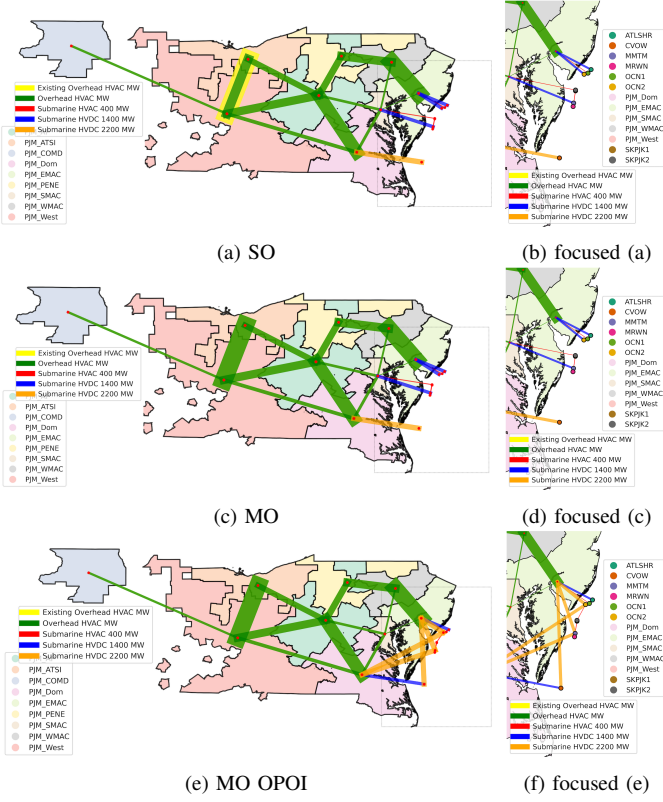 Existing Overhead HVAC MW
Overhead HVAC MW
Submarine HVAC 400 MW
Submarine HVDC 1400 MW
Submarine HVDC 2200 MW
PJM_ATSI
PJM_COMD
PJM_Dom
PJM_EMAC
PJM_PENE
PJM_SMAC
PJM_WMAC
PJM_West
ATLSHR
CVOW
MMTM
MRWN
OCN1
OCN2
PJM_Dom
PJM_EMAC
PJM_SMAC
PJM_WMAC
PJM_West
SKPJK1
SKPJK2
Existing Overhead HVAC MW
Overhead HVAC MW
Submarine HVAC 400 MW
Submarine HVDC 1400 MW
Submarine HVDC 2200 MW
(a) SO
(b) focused (a)
Existing Overhead HVAC MW
Overhead HVAC MW
Submarine HVAC 400 MW
Submarine HVDC 1400 MW
Submarine HVDC 2200 MW
PJM_ATSI
PJM_COMD
PJM_Dom
PJM_EMAC
PJM_PENE
PJM_SMAC
PJM_WMAC
PJM_West
ATLSHR
CVOW
MMTM
MRWN
OCN1
OCN2
PJM_Dom
PJM_EMAC
PJM_SMAC
PJM_WMAC
PJM_West
SKPJK1
SKPJK2
Existing Overhead HVAC MW
Overhead HVAC MW
Submarine HVAC 400 MW
Submarine HVDC 1400 MW
Submarine HVDC 2200 MW
(c) MO
(d) focused (c)
Existing Overhead HVAC MW
Overhead HVAC MW
Submarine HVAC 400 MW
Submarine HVDC 1400 MW
Submarine HVDC 2200 MW
PJM_ATSI
PJM_COMD
PJM_Dom
PJM_EMAC
PJM_PENE
PJM_SMAC
PJM_WMAC
PJM_West
ATLSHR
CVOW
MMTM
MRWN
OCN1
OCN2
PJM_Dom
PJM_EMAC
PJM_SMAC
PJM_WMAC
PJM_West
SKPJK1
SKPJK2
Existing Overhead HVAC MW
Overhead HVAC MW
Submarine HVAC 400 MW
Submarine HVDC 1400 MW
Submarine HVDC 2200 MW
(e) MO OPOI
(f) focused (e)